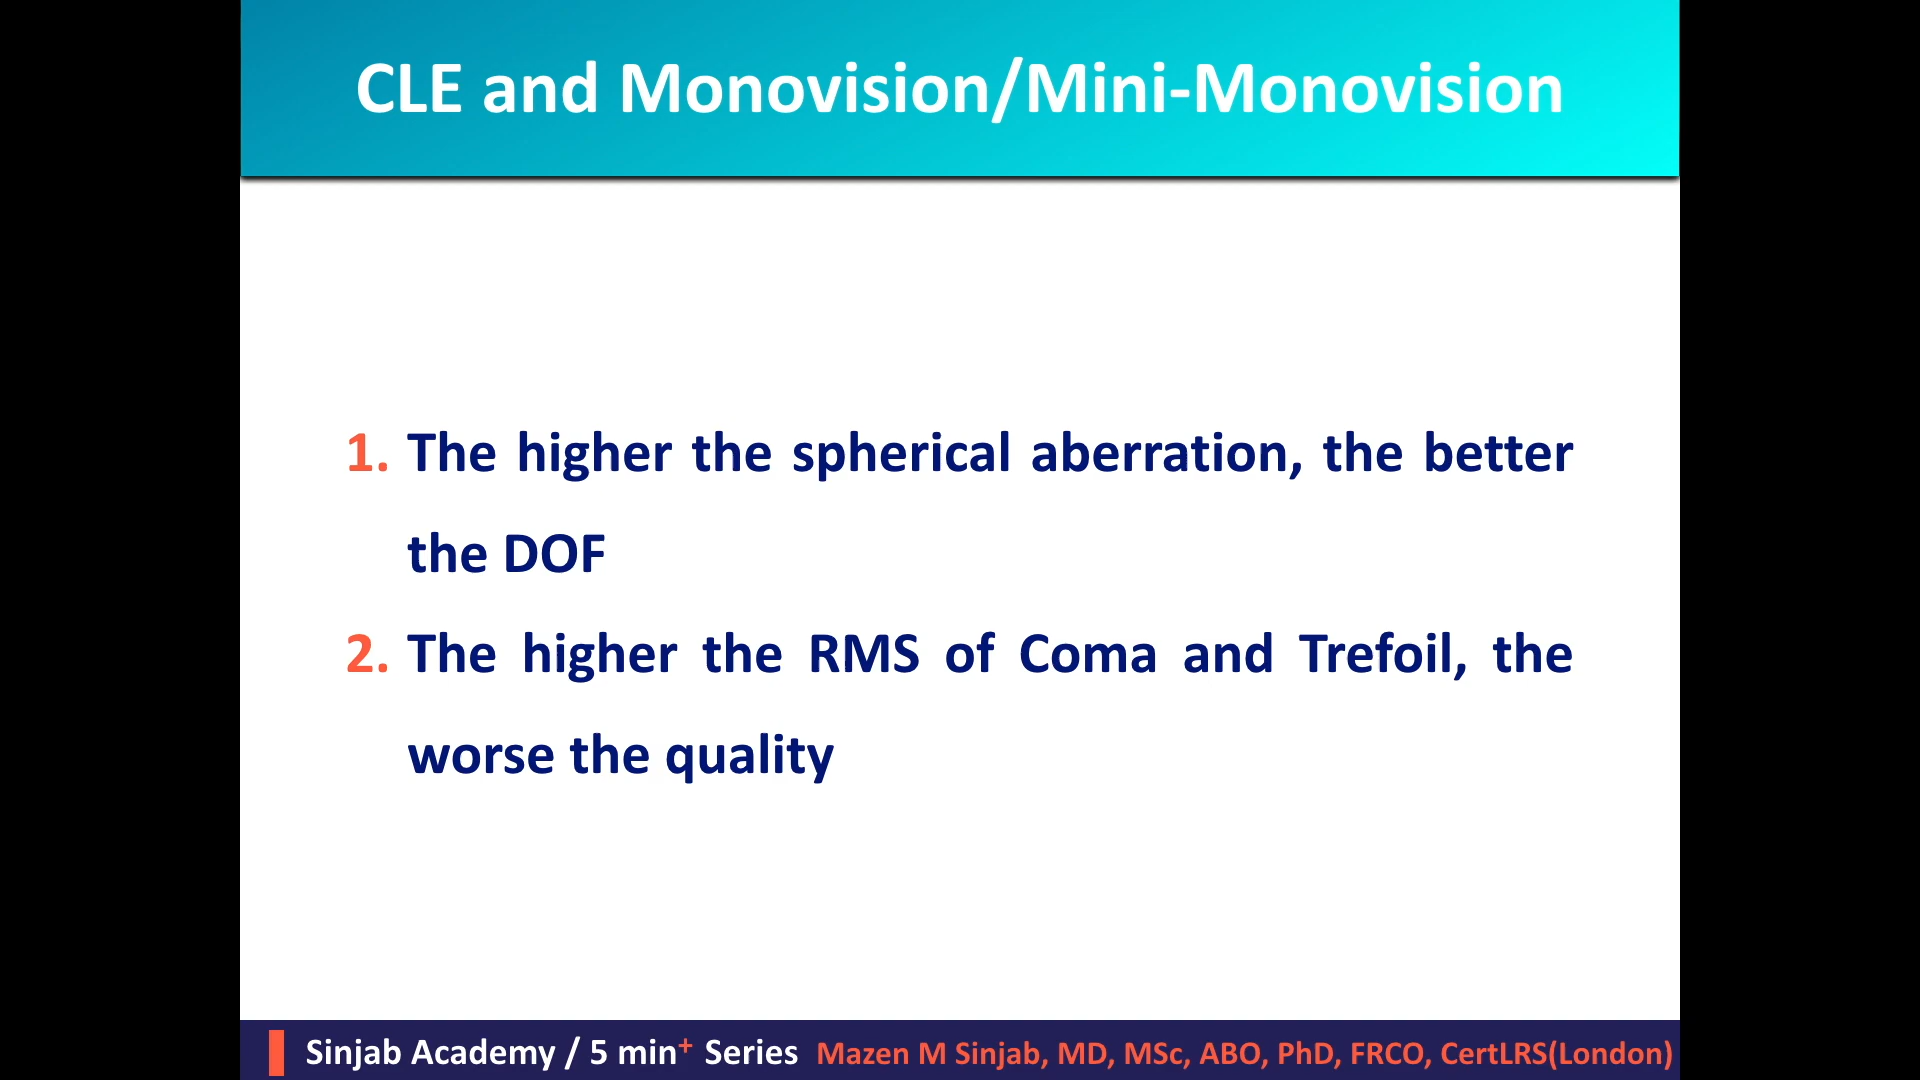 CLE and Monovision/Mini-Monovision
1. The higher the spherical aberration, the better
the DOF
2. The higher the RMS of Coma and Trefoil, the
worse the quality
Sinjab Academy / 5 min+ Series Mazen M Sinjab, MD, MSc, ABO, PhD, FRCO, CertLRS(London)